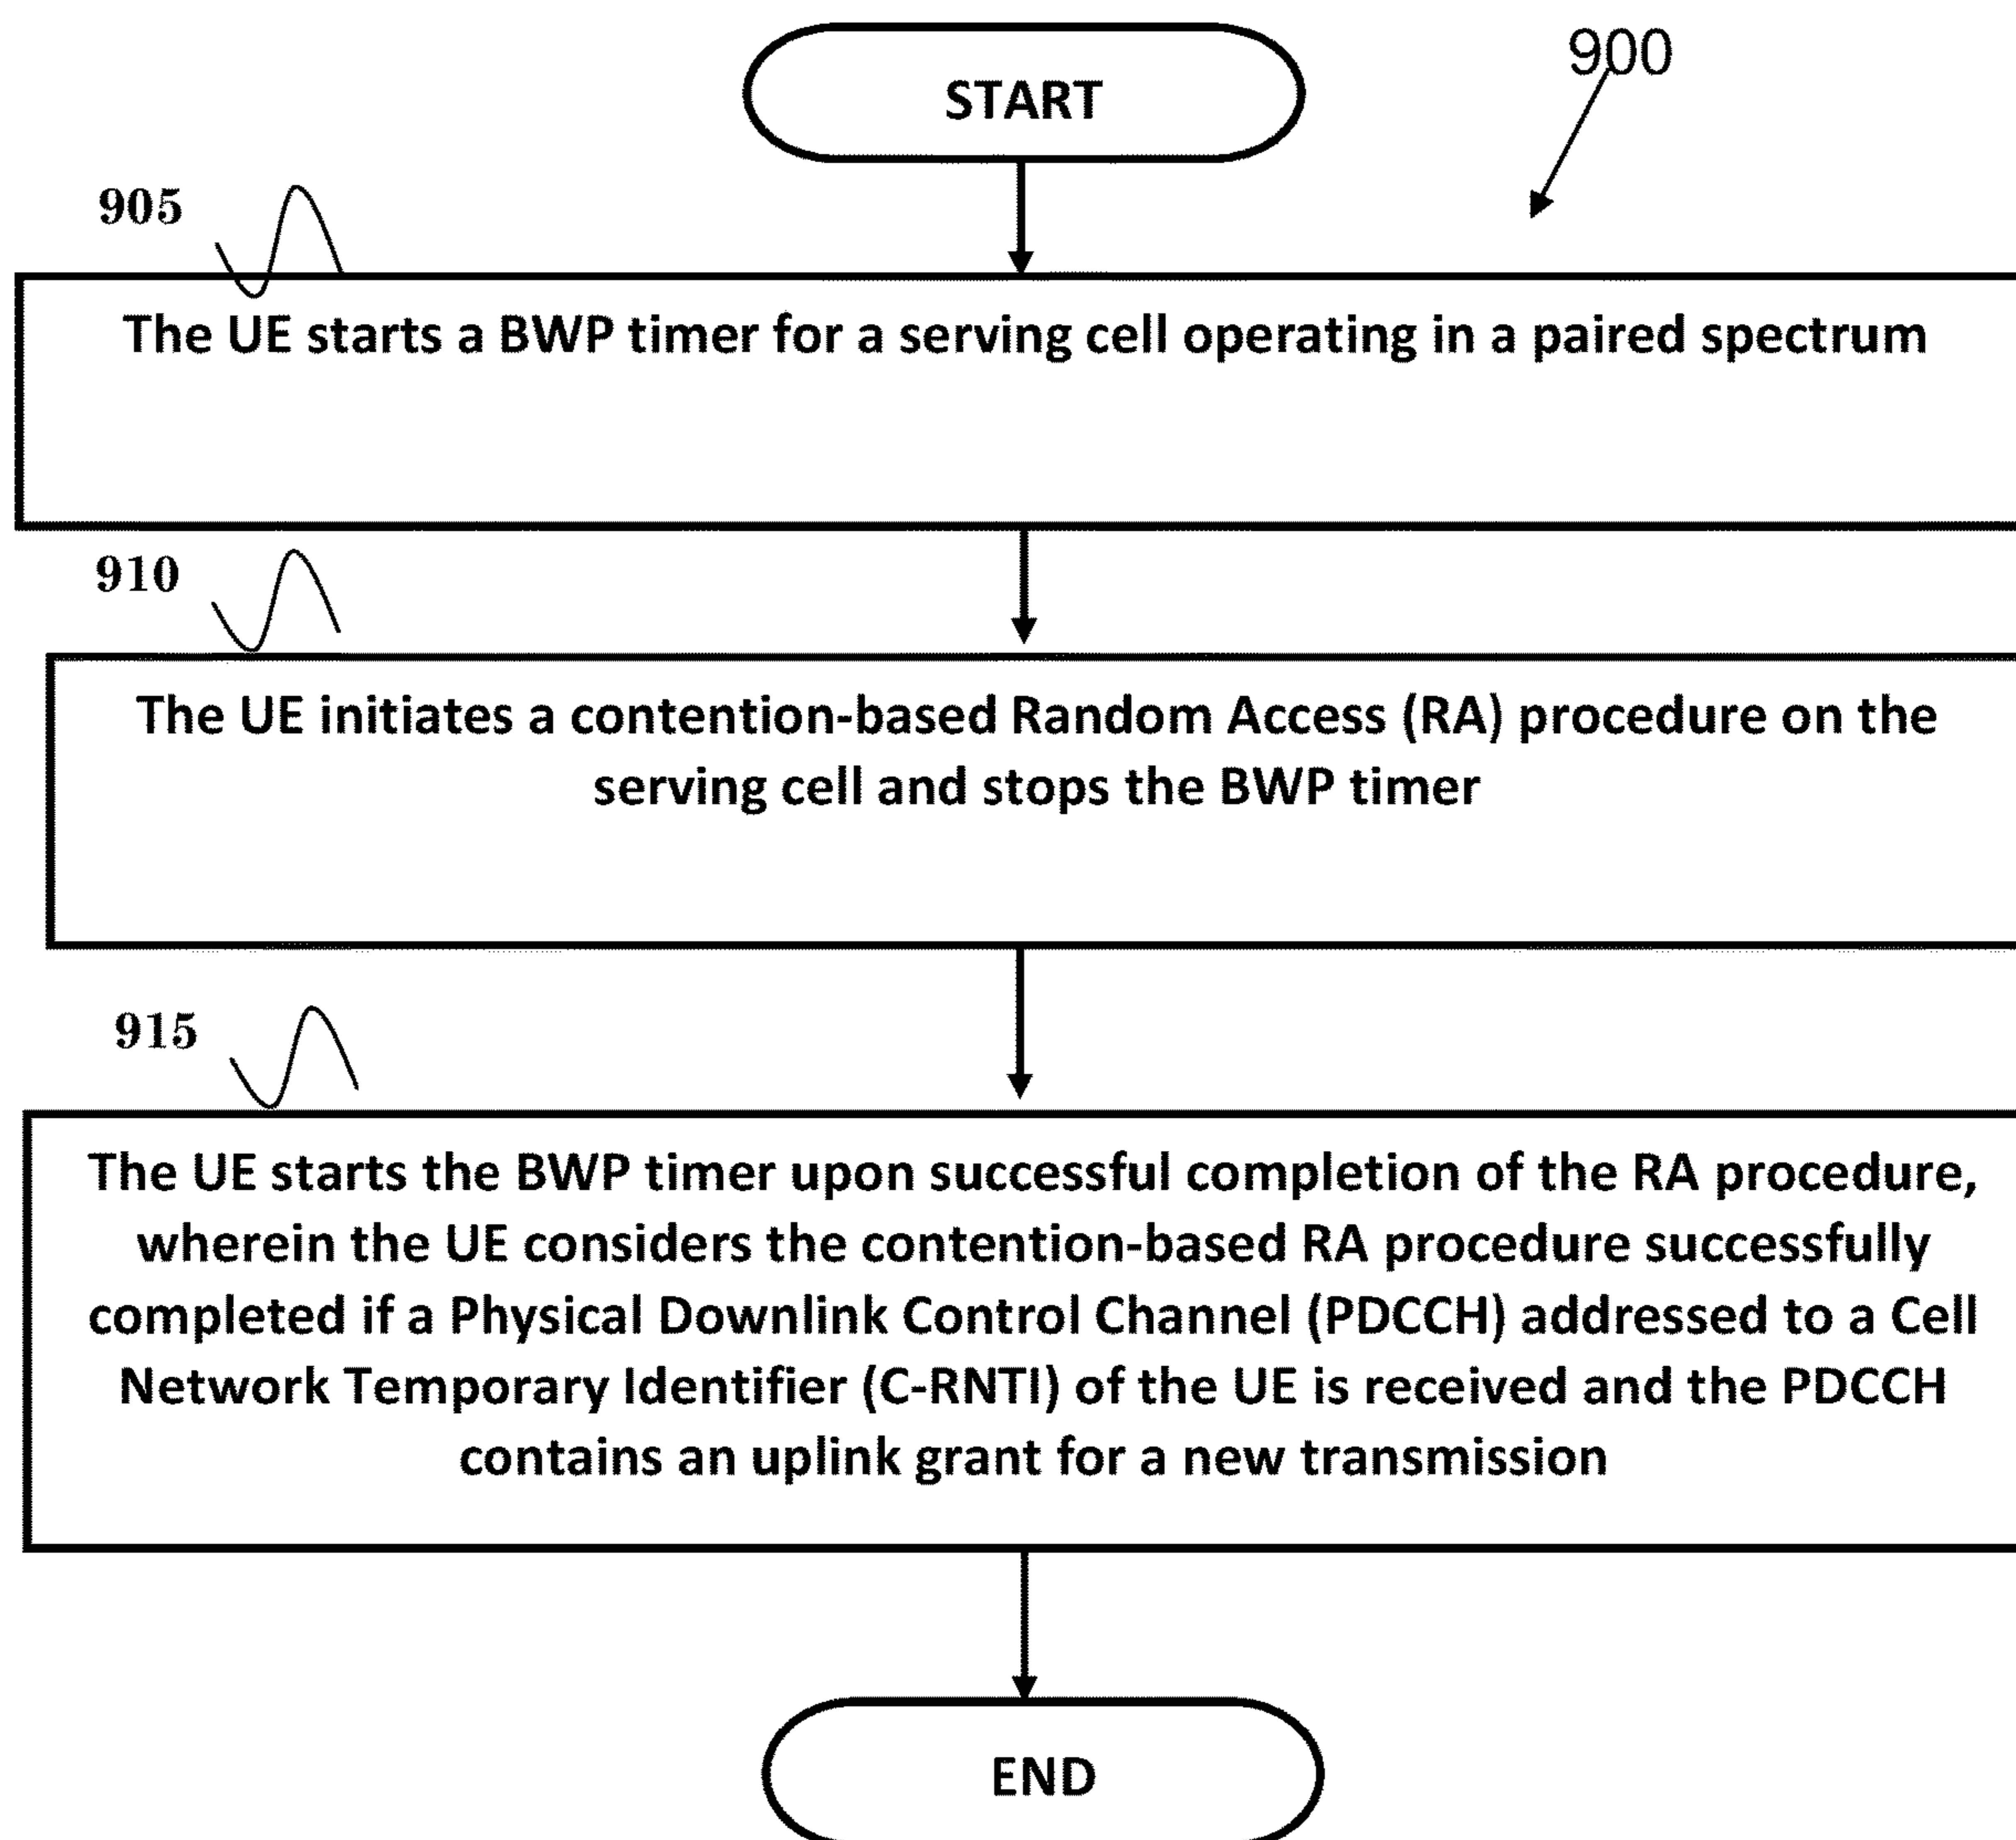 START
900
905
The UE starts a BWP timer for a serving cell operating in a paired spectrum
910
The UE initiates a contention-based Random Access (RA) procedure on the
serving cell and stops the BWP timer
915
The UE starts the BWP timer upon successful completion of the RA procedure,
wherein the UE considers the contention-based RA procedure successfully
completed if a Physical Downlink Control Channel (PDCCH) addressed to a Cell
Network Temporary Identifier (C-RNTI) of the UE is received and the PDCCH
contains an uplink grant for a new transmission
END